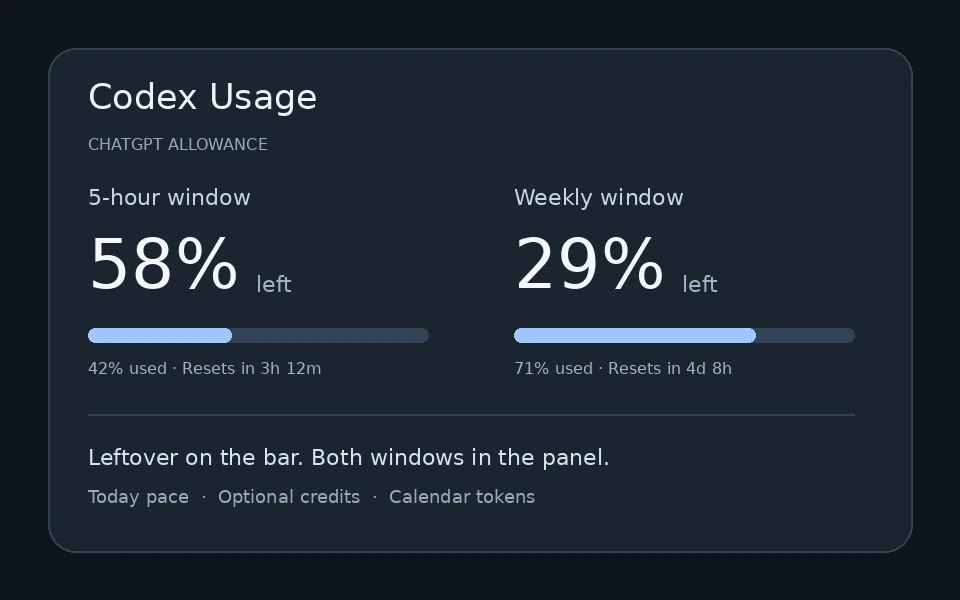 Codex Usage
CHATGPT ALLOWANCE
5-hour window
58% left
42% used · Resets in 3h 12m
Weekly window
29% left
71% used · Resets in 4d 8h
Leftover on the bar. Both windows in the panel.
Today pace · Optional credits · Calendar tokens